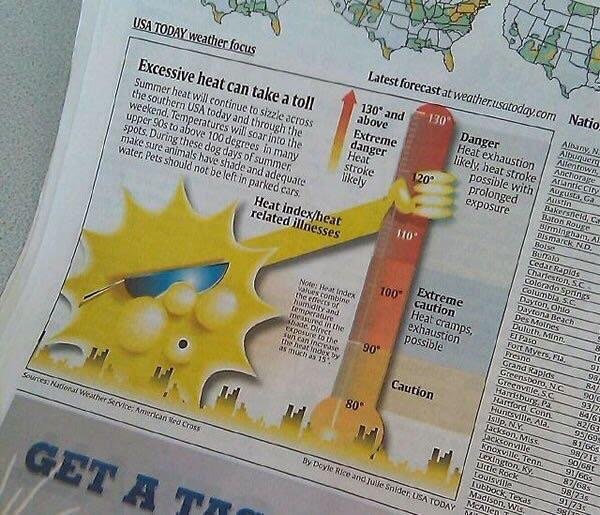 USA TODAY weather focus
Excessive heat can take a toll
Summer heat will continue to sizzle across
the southern USA today and through the
weekend. Temperatures will soar into the
upper 90s to above 100 degrees in many
spots. During these dog days of summer,
make sure animals have shade and adequate
water. Pets should not be left in parked cars.
Heat index/heat
related illnesses
Note: Heat index
values combine
the effects of
humidity and
temperature
measured in the
shade. Direct
exposure to the
sun can increase
the heat index by
as much as 15°.
Latest forecast at weather.usatoday.com
130° and
above
Extreme
danger
Heat
stroke
likely
130°
120°
110°
100°
90°
80°
Danger
Heat exhaustion
likely, heat stroke
possible with
prolonged
exposure
Extreme
caution
Heat cramps,
exhaustion
possible
Caution
Sources: National Weather Service; American Red Cross
By Doyle Rice and Julie Snider, USA TODAY
GET A TAS
Natio
Albany, N.
Albuquerq
Allentown,
Anchorage
Atlantic City
Augusta, Ga.
Austin
Bakersfield, Ca
Baton Rouge
Birmingham, Al
Bismarck, N.D.
Boise
Buffalo
Cedar Rapids
Charleston, S.C.
Colorado Springs
Columbia, S.C.
Dayton, Ohio
Daytona Beach
Des Moines
Duluth, Minn.
El Paso
Fort Myers, Fla.
Fresno
Grand Rapids
Greensboro, N.C.
Greenville, S.C.
Harrisburg, Pa.
Hartford, Conn.
Huntsville, Ala.
Islip, N.Y.
Jackson, Miss.
Jacksonville
Knoxville, Tenn.
Lexington, Ky.
Little Rock
Louisville
Lubbock, Texas
Madison, Wis.
McAllen